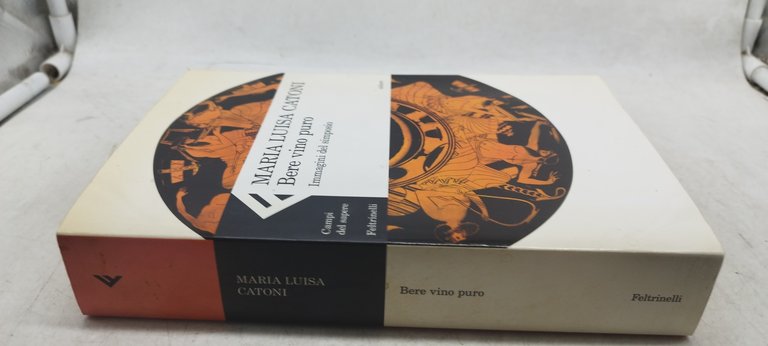 MARIA LUISA CATONI
Bere vino puro
Immagini del simposio
Campi
del sapere
Feltrinelli
MARIA LUISA
CATONI
Bere vino puro
Feltrinelli